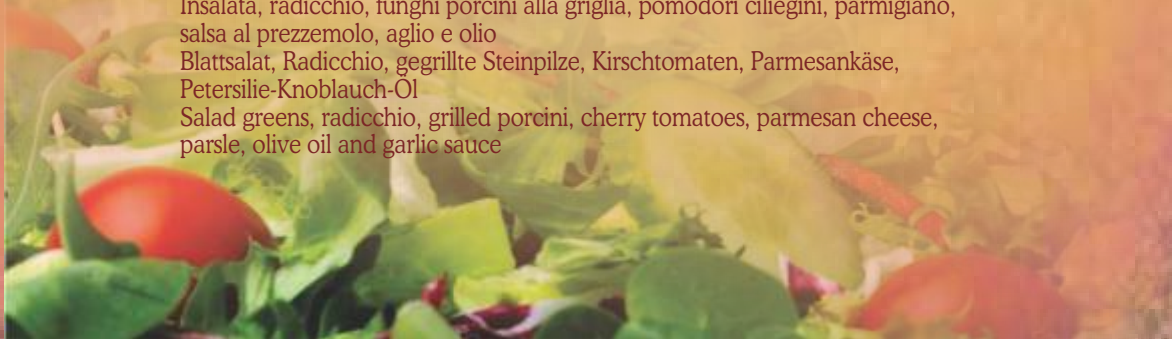 Insalata, radicchio, funghi porcini alla griglia, pomodori ciliegini, parmigiano,
salsa al prezzemolo, aglio e olio
Blattsalat, Radicchio, gegrillte Steinpilze, Kirschtomaten, Parmesankäse,
Petersilie-Knoblauch-Öl
Salad greens, radicchio, grilled porcini, cherry tomatoes, parmesan cheese,
parsle, olive oil and garlic sauce